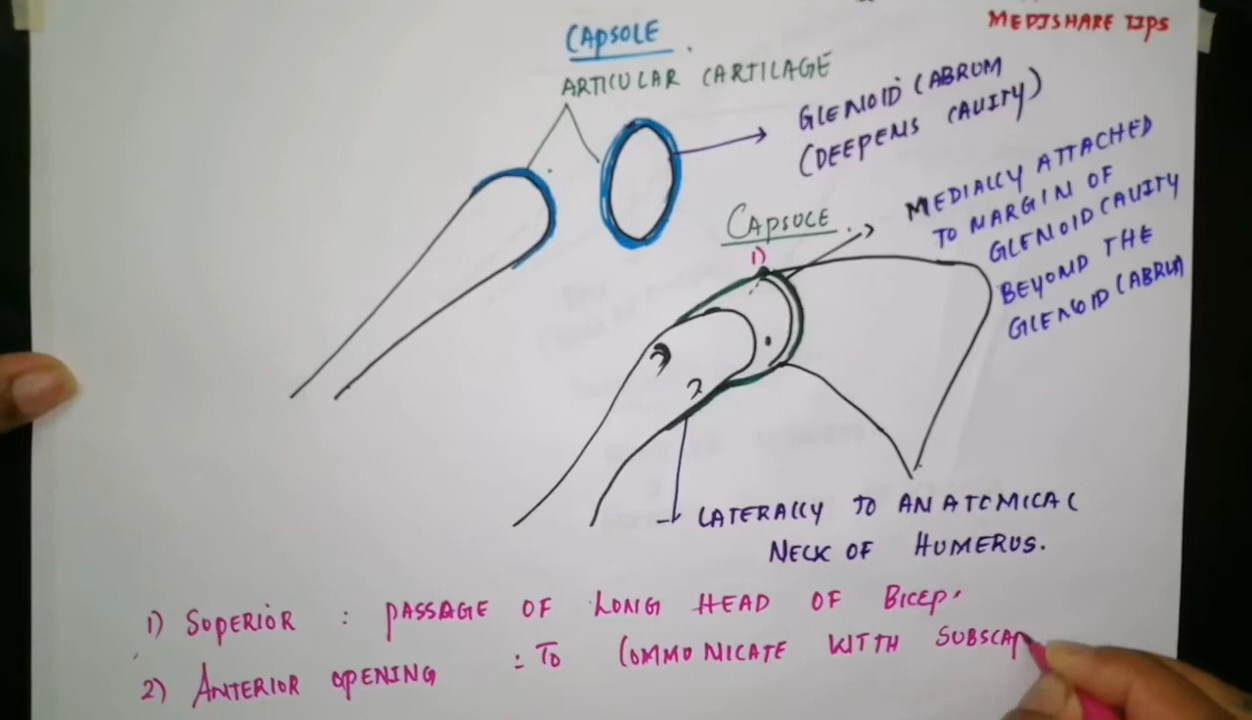 MEDISHARE TIPS
CAPSOLE
ARTICULAR CARTILAGE
GLENOID LABRUM
(DEEPENS CAVITY)
CAPSULE
MEDIALLY ATTACHED
TO MARGIN OF
GLENOID CAVITY
BEYOND THE
GLENOID LABRUM
1)
LATERALLY TO ANATOMICAL
NECK OF HUMERUS.
1) SUPERIOR : PASSAGE OF LONG HEAD OF BICEP.
2) ANTERIOR OPENING : TO COMMUNICATE WITH SUBSCAP